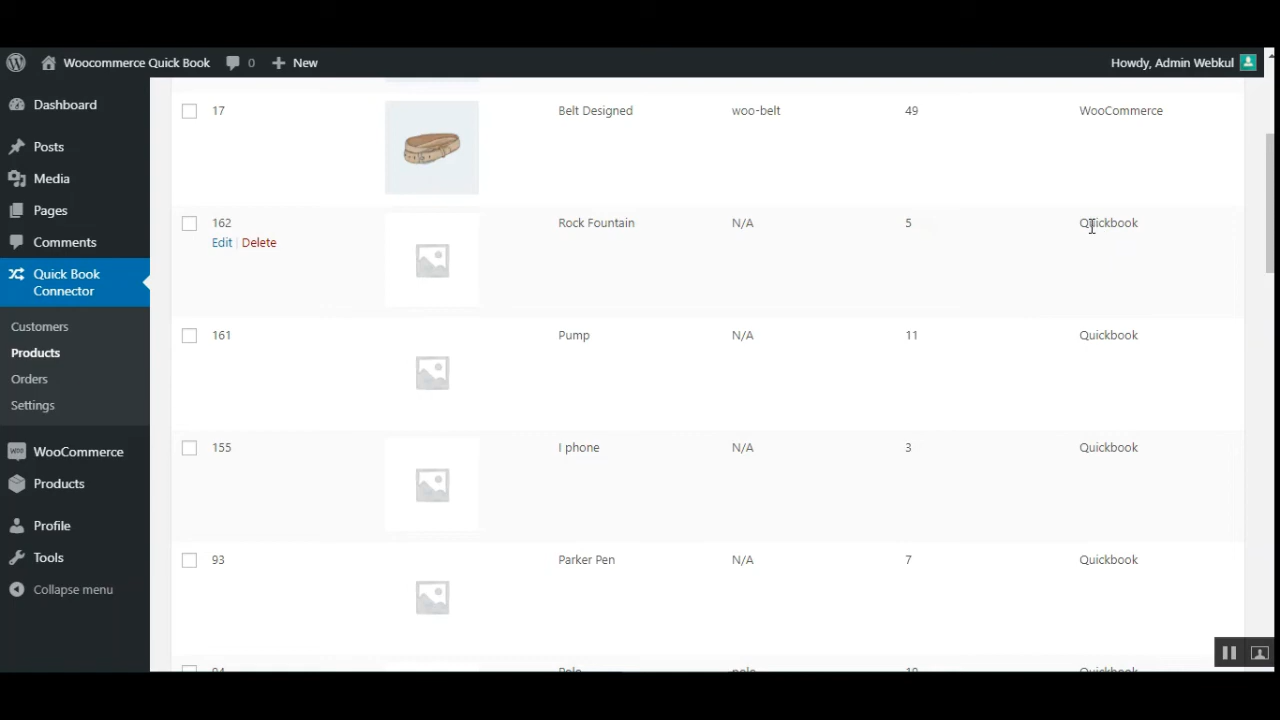 Woocommerce Quick Book 0 New Howdy, Admin Webkul
Dashboard
Posts
Media
Pages
Comments
Quick Book
Connector
Customers
Products
Orders
Settings
WooCommerce
Products
Profile
Tools
Collapse menu
17 Belt Designed woo-belt 49 WooCommerce
162 Rock Fountain N/A 5 Quickbook
Edit | Delete
161 Pump N/A 11 Quickbook
155 I phone N/A 3 Quickbook
93 Parker Pen N/A 7 Quickbook
Quickbook